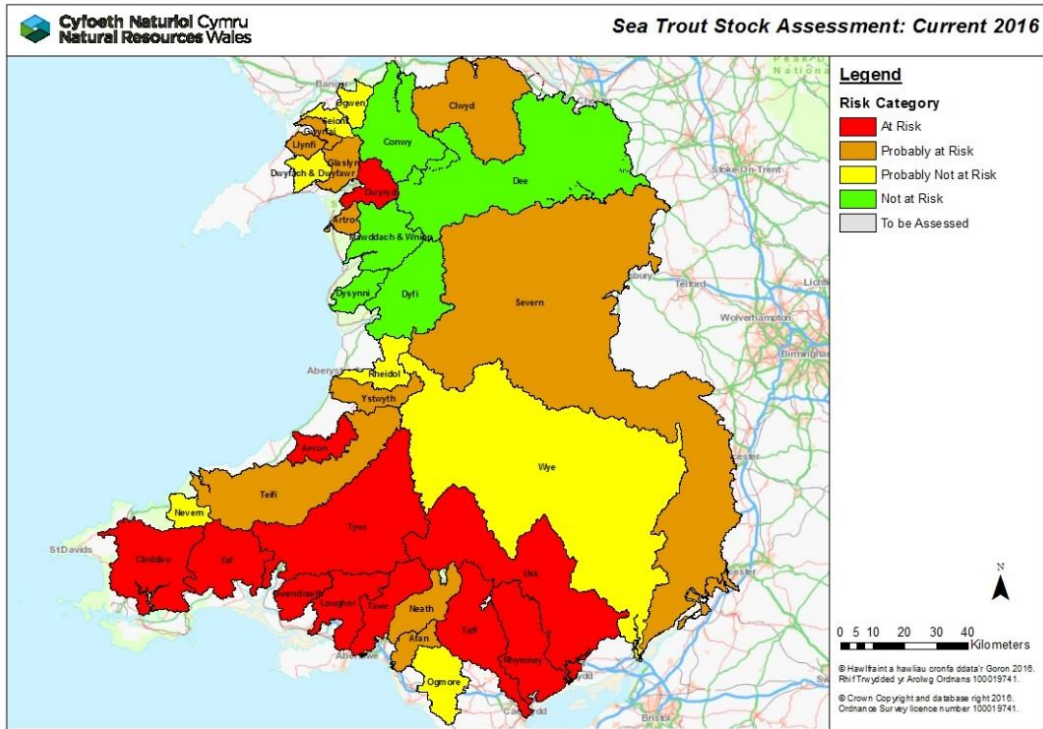 Cyfoeth Naturiol Cymru
Natural Resources Wales
Sea Trout Stock Assessment: Current 2016
Legend
Risk Category
At Risk
Probably at Risk
Probably Not at Risk
Not at Risk
To be Assessed
Ogwen
Seiont
Gwyrfai
Llynfi
Glaslyn
Dwyfach & Dwyfawr
Dwyryd
Artro
Conwy
Clwyd
Dee
Mawddach & Wnion
Dysynni
Dyfi
Severn
Rheidol
Ystwyth
Aeron
Teifi
Nevern
Wye
Tywi
Cleddau
Taf
Gwendraeth
Loughor
Tawe
Neath
Afan
Ogmore
Taff
Rhymney
Usk
St Davids
Stoke-On-Trent
Telford
Wolverhampton
Bristol
N
0 5 10 20 30 40
Kilometers
© Hawlfraint a hawliau cronfa ddata'r Goron 2016.
Rhif Trwydded yr Arolwg Ordnans 100019741.
© Crown Copyright and database right 2016.
Ordnance Survey licence number 100019741.